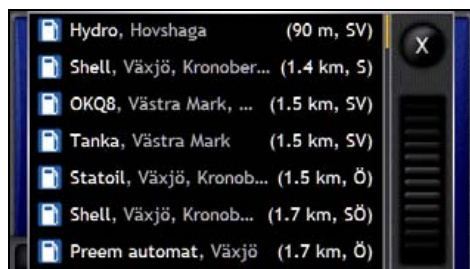 Hydro, Hovshaga (90 m, SV)
X
Shell, Växjö, Kronober... (1.4 km, S)
OKQ8, Västra Mark, ... (1.5 km, SV)
Tanka, Västra Mark (1.5 km, SV)
Statoil, Växjö, Kronob... (1.5 km, Ö)
Shell, Växjö, Kronob... (1.7 km, SÖ)
Preem automat, Växjö (1.7 km, Ö)